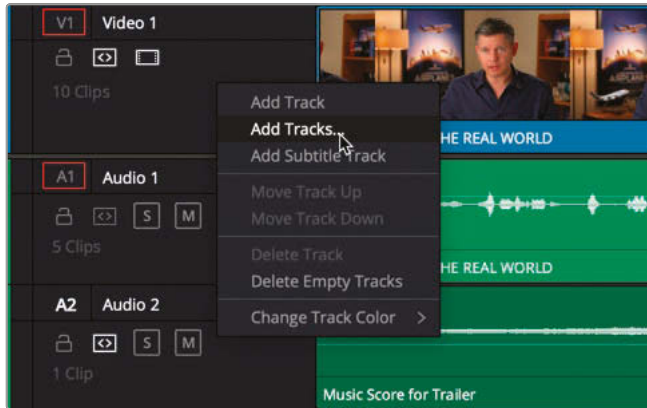 V1 Video 1
10 Clips
Add Track
Add Tracks...
Add Subtitle Track
Move Track Up
Move Track Down
Delete Track
Delete Empty Tracks
Change Track Color >
HE REAL WORLD
A1 Audio 1
S M
5 Clips
HE REAL WORLD
A2 Audio 2
S M
1 Clip
Music Score for Trailer